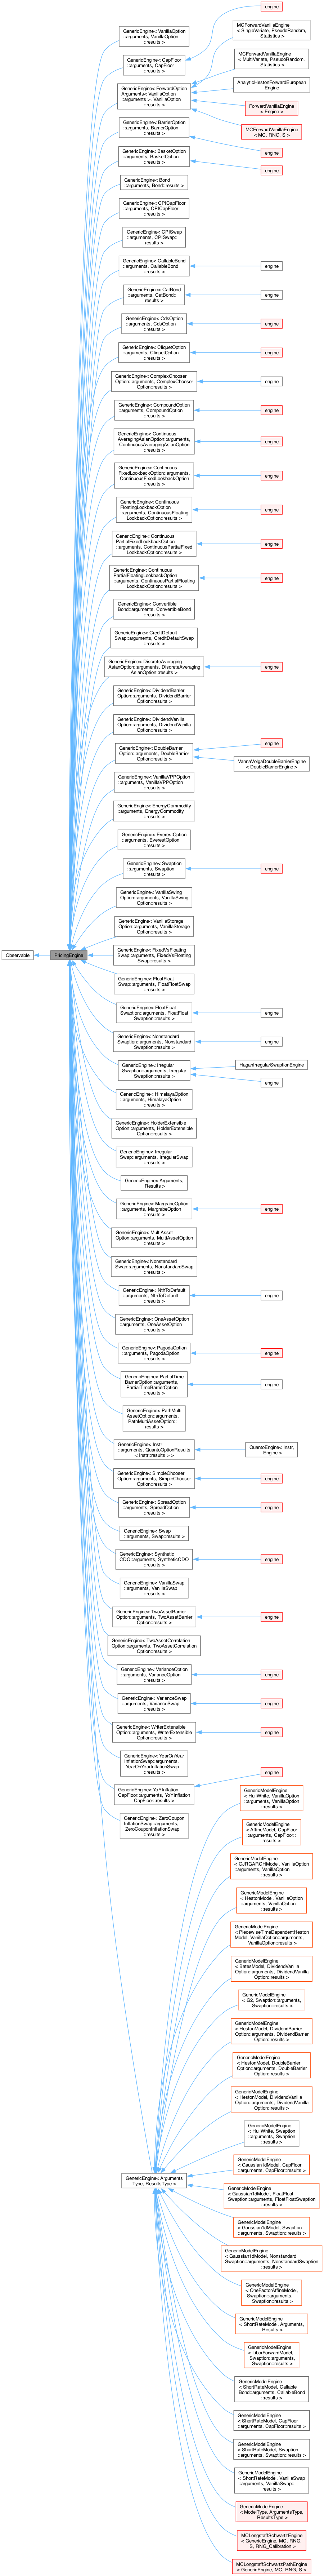 GenericEngine< VanillaOption
::arguments, VanillaOption
::results >
engine
GenericEngine< CapFloor
::arguments, CapFloor
::results >
MCForwardVanillaEngine
< SingleVariate, PseudoRandom,
Statistics >
MCForwardVanillaEngine
< MultiVariate, PseudoRandom,
Statistics >
GenericEngine< ForwardOption
Arguments< VanillaOption
::arguments >, VanillaOption
::results >
AnalyticHestonForwardEuropean
Engine
ForwardVanillaEngine
< Engine >
MCForwardVanillaEngine
< MC, RNG, S >
GenericEngine< BarrierOption
::arguments, BarrierOption
::results >
engine
GenericEngine< BasketOption
::arguments, BasketOption
::results >
engine
GenericEngine< Bond
::arguments, Bond::results >
GenericEngine< CPICapFloor
::arguments, CPICapFloor
::results >
GenericEngine< CPISwap
::arguments, CPISwap::
results >
GenericEngine< CallableBond
::arguments, CallableBond
::results >
engine
GenericEngine< CatBond
::arguments, CatBond::
results >
engine
GenericEngine< CdsOption
::arguments, CdsOption
::results >
engine
GenericEngine< CliquetOption
::arguments, CliquetOption
::results >
engine
GenericEngine< ComplexChooser
Option::arguments, ComplexChooser
Option::results >
engine
GenericEngine< CompoundOption
::arguments, CompoundOption
::results >
engine
GenericEngine< Continuous
AveragingAsianOption::arguments,
ContinuousAveragingAsianOption
::results >
engine
GenericEngine< Continuous
FixedLookbackOption::arguments,
ContinuousFixedLookbackOption
::results >
engine
GenericEngine< Continuous
FloatingLookbackOption
::arguments, ContinuousFloating
LookbackOption::results >
engine
GenericEngine< Continuous
PartialFixedLookbackOption
::arguments, ContinuousPartialFixed
LookbackOption::results >
engine
GenericEngine< Continuous
PartialFloatingLookbackOption
::arguments, ContinuousPartialFloating
LookbackOption::results >
engine
GenericEngine< Convertible
Bond::arguments, ConvertibleBond
::results >
GenericEngine< CreditDefault
Swap::arguments, CreditDefaultSwap
::results >
GenericEngine< DiscreteAveraging
AsianOption::arguments, DiscreteAveraging
AsianOption::results >
engine
GenericEngine< DividendBarrier
Option::arguments, DividendBarrier
Option::results >
GenericEngine< DividendVanilla
Option::arguments, DividendVanilla
Option::results >
GenericEngine< DoubleBarrier
Option::arguments, DoubleBarrier
Option::results >
engine
VannaVolgaDoubleBarrierEngine
< DoubleBarrierEngine >
GenericEngine< VanillaVPPOption
::arguments, VanillaVPPOption
::results >
GenericEngine< EnergyCommodity
::arguments, EnergyCommodity
::results >
GenericEngine< EverestOption
::arguments, EverestOption
::results >
GenericEngine< Swaption
::arguments, Swaption
::results >
engine
GenericEngine< VanillaSwing
Option::arguments, VanillaSwing
Option::results >
GenericEngine< VanillaStorage
Option::arguments, VanillaStorage
Option::results >
Observable
PricingEngine
GenericEngine< FixedVsFloating
Swap::arguments, FixedVsFloating
Swap::results >
GenericEngine< FloatFloat
Swap::arguments, FloatFloatSwap
::results >
GenericEngine< FloatFloat
Swaption::arguments, FloatFloat
Swaption::results >
engine
GenericEngine< Nonstandard
Swaption::arguments, Nonstandard
Swaption::results >
engine
GenericEngine< Irregular
Swaption::arguments, Irregular
Swaption::results >
HaganIrregularSwaptionEngine
engine
GenericEngine< HimalayaOption
::arguments, HimalayaOption
::results >
GenericEngine< HolderExtensible
Option::arguments, HolderExtensible
Option::results >
GenericEngine< Irregular
Swap::arguments, IrregularSwap
::results >
GenericEngine< Arguments,
Results >
GenericEngine< MargrabeOption
::arguments, MargrabeOption
::results >
engine
GenericEngine< MultiAsset
Option::arguments, MultiAssetOption
::results >
GenericEngine< Nonstandard
Swap::arguments, NonstandardSwap
::results >
GenericEngine< NthToDefault
::arguments, NthToDefault
::results >
engine
GenericEngine< OneAssetOption
::arguments, OneAssetOption
::results >
GenericEngine< PagodaOption
::arguments, PagodaOption
::results >
engine
GenericEngine< PartialTime
BarrierOption::arguments,
PartialTimeBarrierOption
::results >
engine
GenericEngine< PathMulti
AssetOption::arguments,
PathMultiAssetOption::
results >
GenericEngine< Instr
::arguments, QuantoOptionResults
< Instr::results > >
QuantoEngine< Instr,
Engine >
GenericEngine< SimpleChooser
Option::arguments, SimpleChooser
Option::results >
engine
GenericEngine< SpreadOption
::arguments, SpreadOption
::results >
engine
GenericEngine< Swap
::arguments, Swap::results >
GenericEngine< Synthetic
CDO::arguments, SyntheticCDO
::results >
engine
GenericEngine< VanillaSwap
::arguments, VanillaSwap
::results >
GenericEngine< TwoAssetBarrier
Option::arguments, TwoAssetBarrier
Option::results >
engine
GenericEngine< TwoAssetCorrelation
Option::arguments, TwoAssetCorrelation
Option::results >
GenericEngine< VarianceOption
::arguments, VarianceOption
::results >
engine
GenericEngine< VarianceSwap
::arguments, VarianceSwap
::results >
engine
GenericEngine< WriterExtensible
Option::arguments, WriterExtensible
Option::results >
engine
GenericEngine< YearOnYear
InflationSwap::arguments,
YearOnYearInflationSwap
::results >
GenericEngine< YoYInflation
CapFloor::arguments, YoYInflation
CapFloor::results >
engine
GenericEngine< ZeroCoupon
InflationSwap::arguments,
ZeroCouponInflationSwap
::results >
GenericModelEngine
< HullWhite, VanillaOption
::arguments, VanillaOption
::results >
GenericModelEngine
< AffineModel, CapFloor
::arguments, CapFloor::
results >
GenericModelEngine
< GJRGARCHModel, VanillaOption
::arguments, VanillaOption
::results >
GenericModelEngine
< HestonModel, VanillaOption
::arguments, VanillaOption
::results >
GenericModelEngine
< PiecewiseTimeDependentHeston
Model, VanillaOption::arguments,
VanillaOption::results >
GenericModelEngine
< BatesModel, DividendVanilla
Option::arguments, DividendVanilla
Option::results >
GenericModelEngine
< G2, Swaption::arguments,
Swaption::results >
GenericModelEngine
< HestonModel, DividendBarrier
Option::arguments, DividendBarrier
Option::results >
GenericModelEngine
< HestonModel, DoubleBarrier
Option::arguments, DoubleBarrier
Option::results >
GenericModelEngine
< HestonModel, DividendVanilla
Option::arguments, DividendVanilla
Option::results >
GenericModelEngine
< HullWhite, Swaption
::arguments, Swaption
::results >
GenericEngine< Arguments
Type, ResultsType >
GenericModelEngine
< Gaussian1dModel, CapFloor
::arguments, CapFloor::results >
GenericModelEngine
< Gaussian1dModel, FloatFloat
Swaption::arguments, FloatFloatSwaption
::results >
GenericModelEngine
< Gaussian1dModel, Swaption
::arguments, Swaption
::results >
GenericModelEngine
< Gaussian1dModel, Nonstandard
Swaption::arguments, NonstandardSwaption
::results >
GenericModelEngine
< OneFactorAffineModel,
Swaption::arguments,
Swaption::results >
GenericModelEngine
< ShortRateModel, Arguments,
Results >
GenericModelEngine
< LiborForwardModel,
Swaption::arguments,
Swaption::results >
GenericModelEngine
< ShortRateModel, Callable
Bond::arguments, CallableBond
::results >
GenericModelEngine
< ShortRateModel, CapFloor
::arguments, CapFloor::results >
GenericModelEngine
< ShortRateModel, Swaption
::arguments, Swaption::results >
GenericModelEngine
< ShortRateModel, VanillaSwap
::arguments, VanillaSwap::
results >
GenericModelEngine
< ModelType, ArgumentsType,
ResultsType >
MCLongstaffSchwartzEngine
< GenericEngine, MC, RNG,
S, RNG_Calibration >
MCLongstaffSchwartzPathEngine
< GenericEngine, MC, RNG, S >